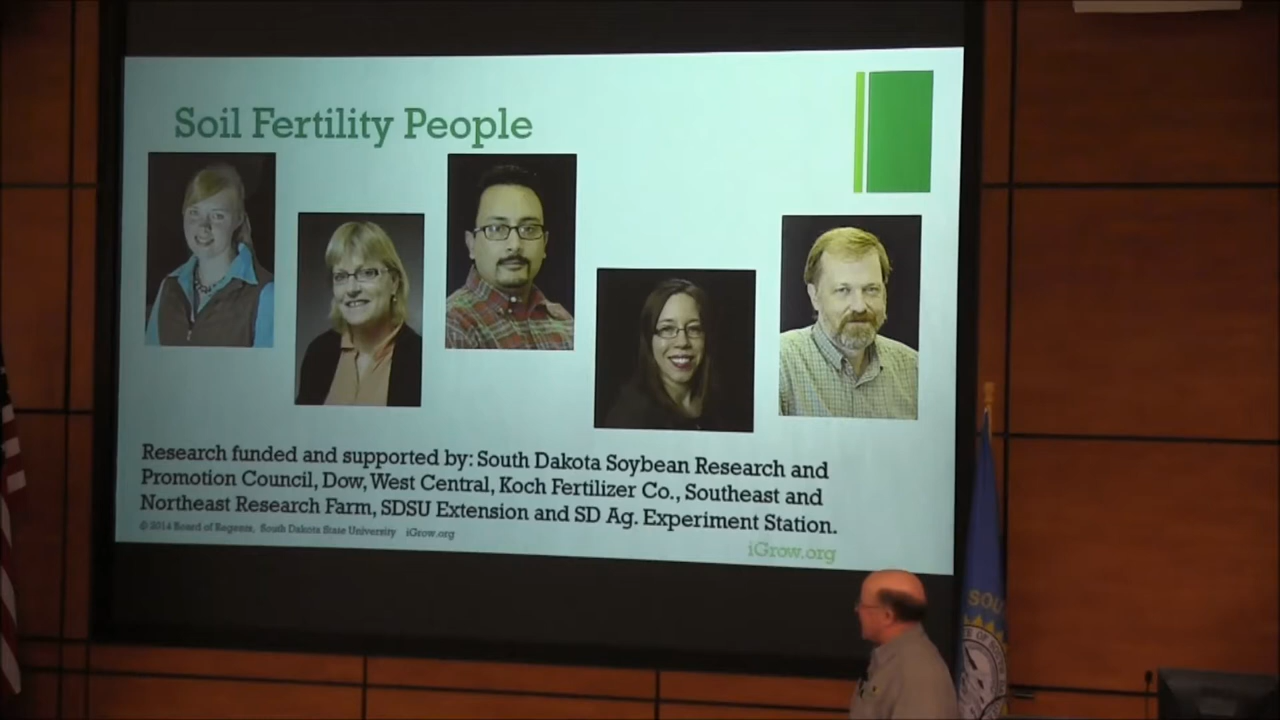 Soil Fertility People
Research funded and supported by: South Dakota Soybean Research and
Promotion Council, Dow, West Central, Koch Fertilizer Co., Southeast and
Northeast Research Farm, SDSU Extension and SD Ag. Experiment Station.
© 2014 Board of Regents, South Dakota State University iGrow.org
iGrow.org
SOU